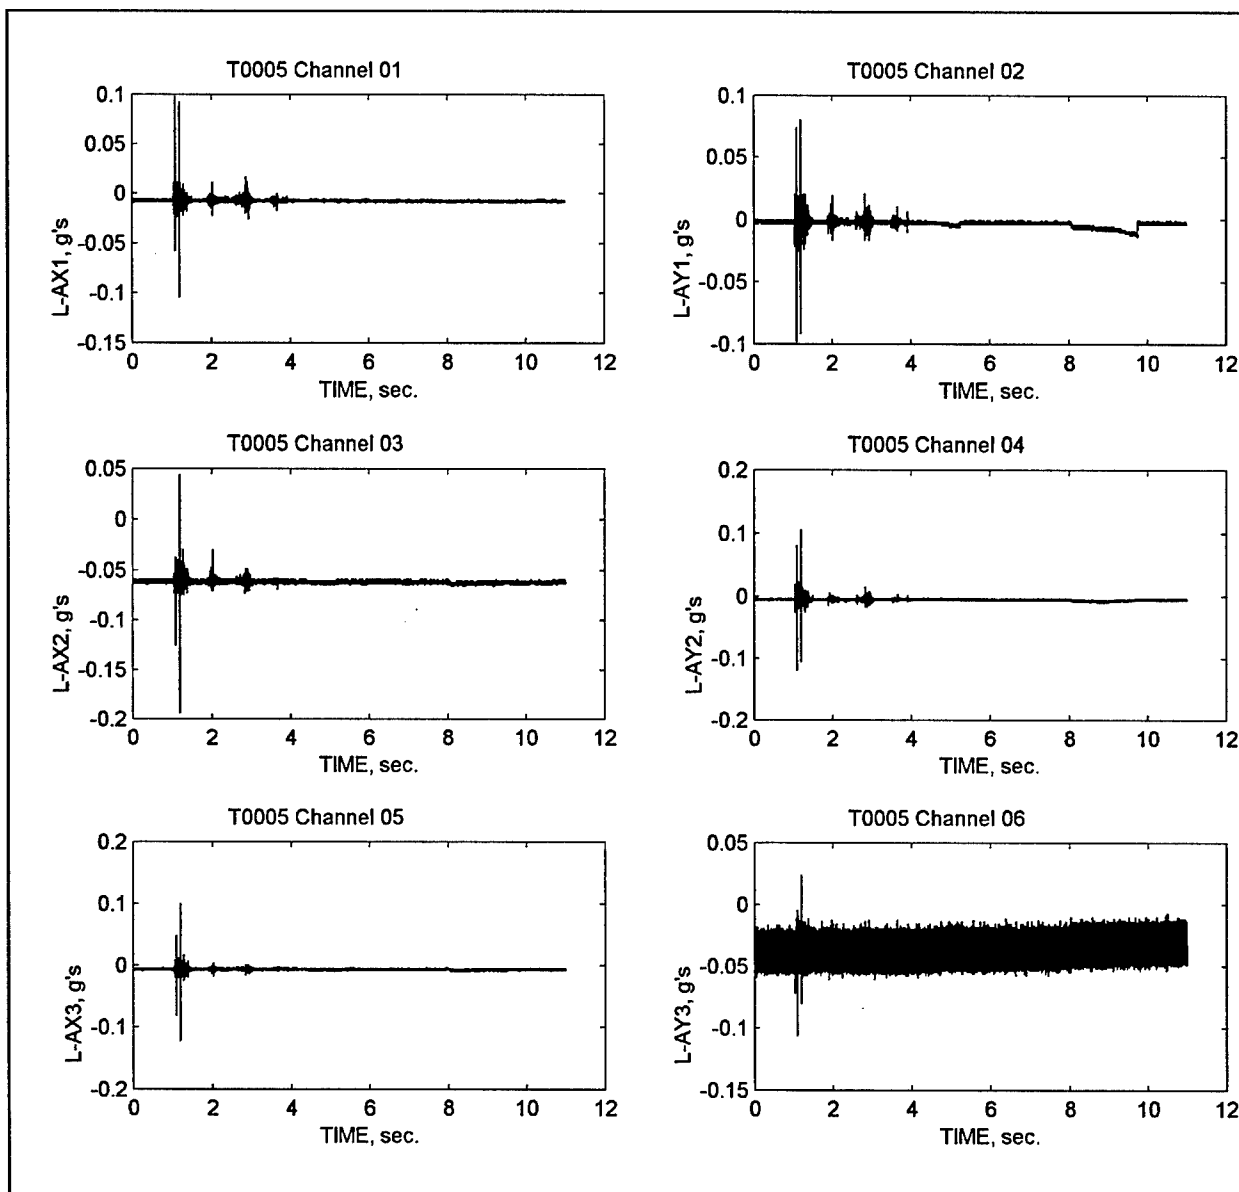 T0005 Channel 01
0.1
0.05
0
-0.05
-0.1
-0.15
L-AX1, g's
0 2 4 6 8 10 12
TIME, sec.
T0005 Channel 02
0.1
0.05
0
-0.05
-0.1
L-AY1, g's
0 2 4 6 8 10 12
TIME, sec.
T0005 Channel 03
0.05
0
-0.05
-0.1
-0.15
-0.2
L-AX2, g's
0 2 4 6 8 10 12
TIME, sec.
T0005 Channel 04
0.2
0.1
0
-0.1
-0.2
L-AY2, g's
0 2 4 6 8 10 12
TIME, sec.
T0005 Channel 05
0.2
0.1
0
-0.1
-0.2
L-AX3, g's
0 2 4 6 8 10 12
TIME, sec.
T0005 Channel 06
0.05
0
-0.05
-0.1
-0.15
L-AY3, g's
0 2 4 6 8 10 12
TIME, sec.